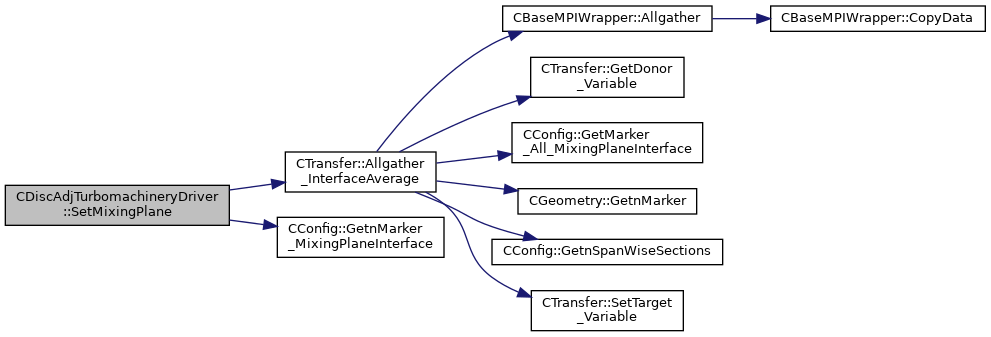 CDiscAdjTurbomachineryDriver
::SetMixingPlane
CTransfer::Allgather
_InterfaceAverage
CConfig::GetnMarker
_MixingPlaneInterface
CBaseMPIWrapper::Allgather
CBaseMPIWrapper::CopyData
CTransfer::GetDonor
_Variable
CConfig::GetMarker
_All_MixingPlaneInterface
CGeometry::GetnMarker
CConfig::GetnSpanWiseSections
CTransfer::SetTarget
_Variable